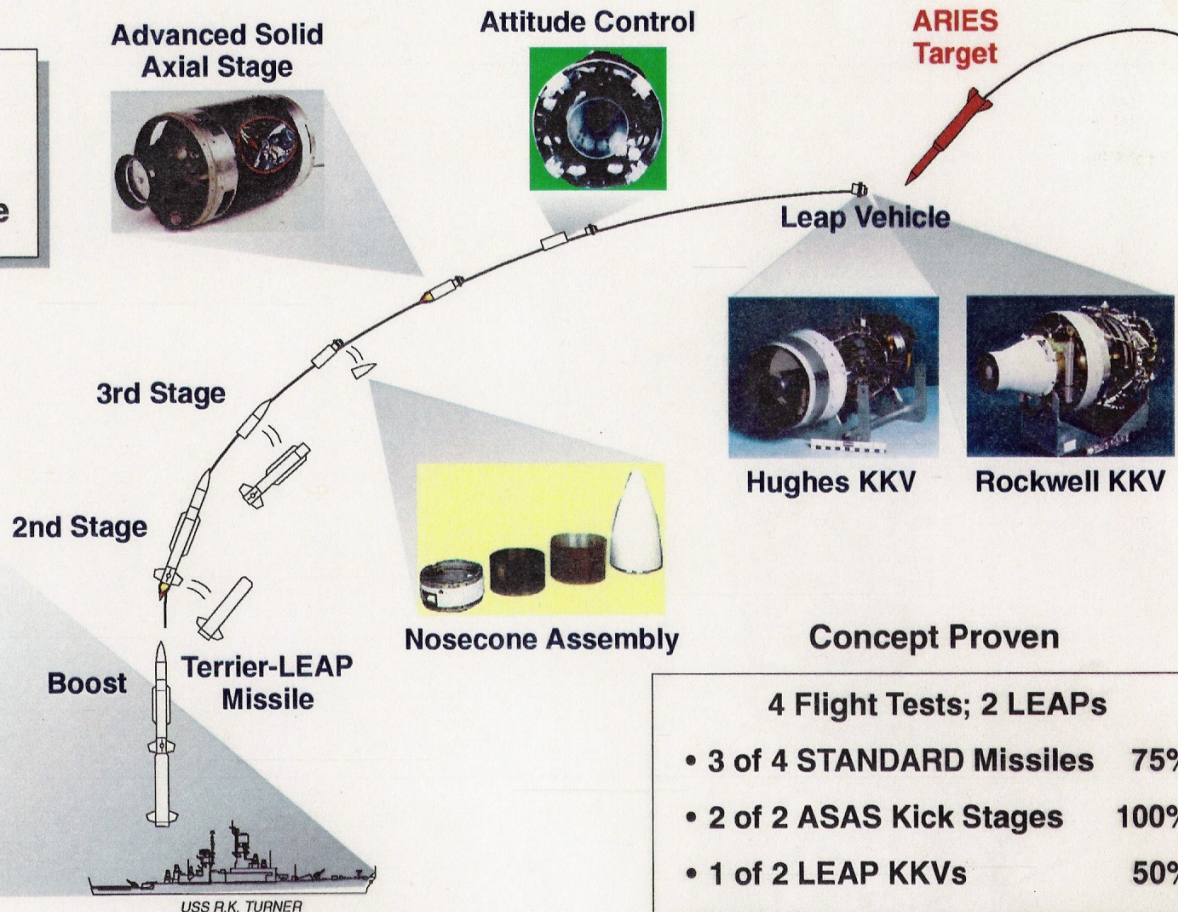 Advanced Solid
Axial Stage
Attitude Control
ARIES
Target
e
Leap Vehicle
3rd Stage
Hughes KKV
Rockwell KKV
2nd Stage
Nosecone Assembly
Boost
Terrier-LEAP
Missile
USS R.K. TURNER
Concept Proven
4 Flight Tests; 2 LEAPs
• 3 of 4 STANDARD Missiles 75%
• 2 of 2 ASAS Kick Stages 100%
• 1 of 2 LEAP KKVs 50%